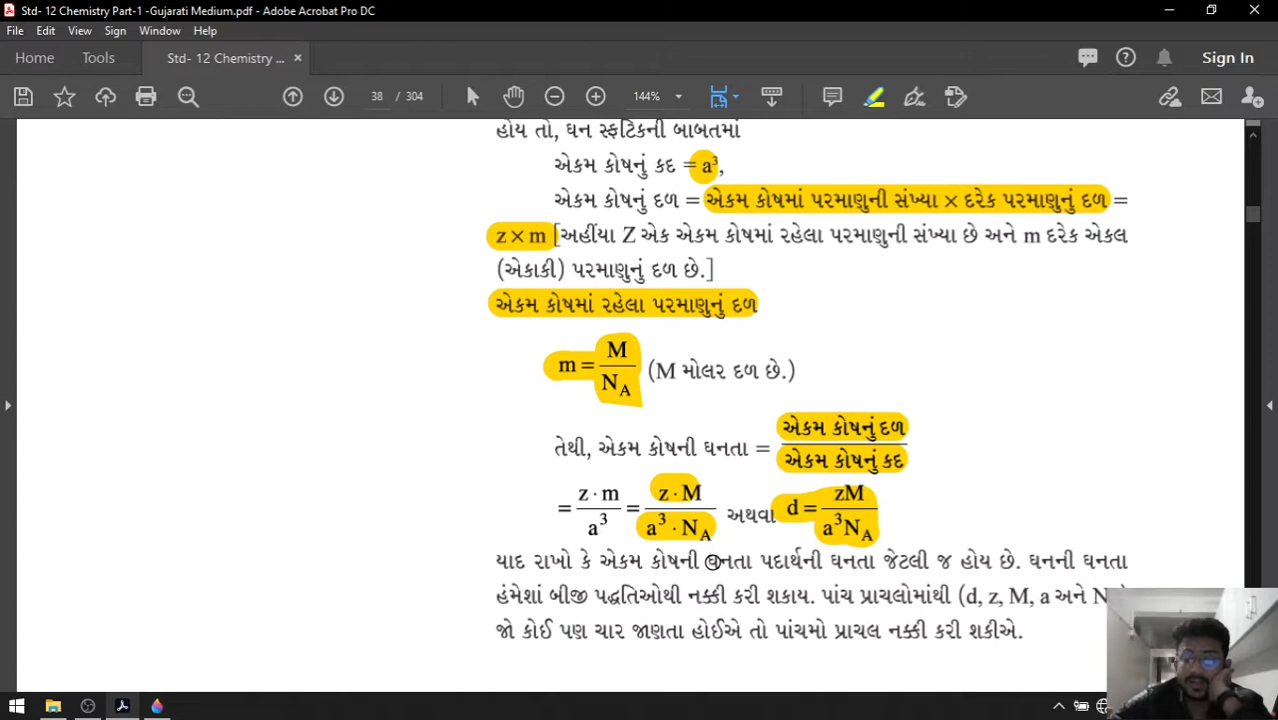 Std- 12 Chemistry Part-1 -Gujarati Medium.pdf - Adobe Acrobat Pro DC
File Edit View Sign Window Help
Home Tools Std- 12 Chemistry ... × Sign In
38 / 304 144%
હોય તો, ઘન સ્ફટિકની બાબતમાં
એકમ કોષનું કદ = a³,
એકમ કોષનું દળ = એકમ કોષમાં પરમાણુની સંખ્યા × દરેક પરમાણુનું દળ =
z × m [અહીંયા Z એક એકમ કોષમાં રહેલા પરમાણુની સંખ્યા છે અને m દરેક એકલ
(એકાકી) પરમાણુનું દળ છે.]
એકમ કોષમાં રહેલા પરમાણુનું દળ
m = M / N_A (M મોલર દળ છે.)
તેથી, એકમ કોષની ઘનતા = એકમ કોષનું દળ / એકમ કોષનું કદ
= z · m / a³ = z · M / a³ · N_A અથવા d = zM / a³N_A
યાદ રાખો કે એકમ કોષની ઘનતા પદાર્થની ઘનતા જેટલી જ હોય છે. ઘનની ઘનતા
હંમેશાં બીજી પદ્ધતિઓથી નક્કી કરી શકાય. પાંચ પ્રાચલોમાંથી (d, z, M, a અને
જો કોઈ પણ ચાર જાણતા હોઈએ તો પાંચમો પ્રાચલ નક્કી કરી શકીએ.